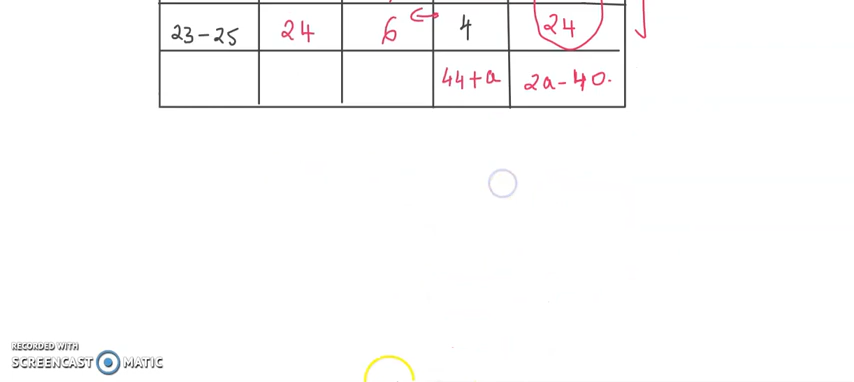 23-25 24 6 4 24
44+a 2a-40.
RECORDED WITH
SCREENCAST MATIC